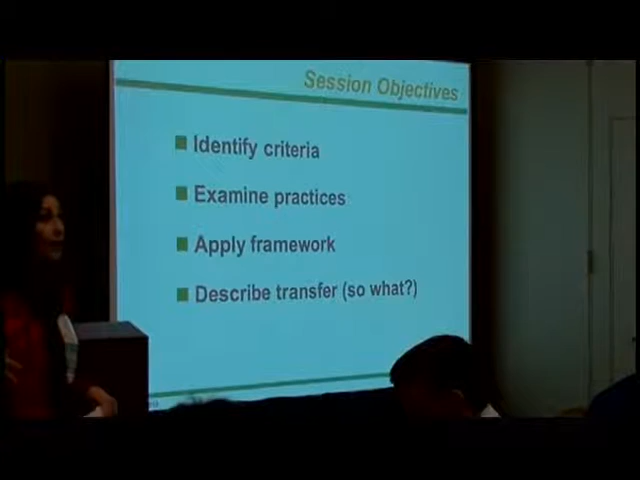 Session Objectives
Identify criteria
Examine practices
Apply framework
Describe transfer (so what?)